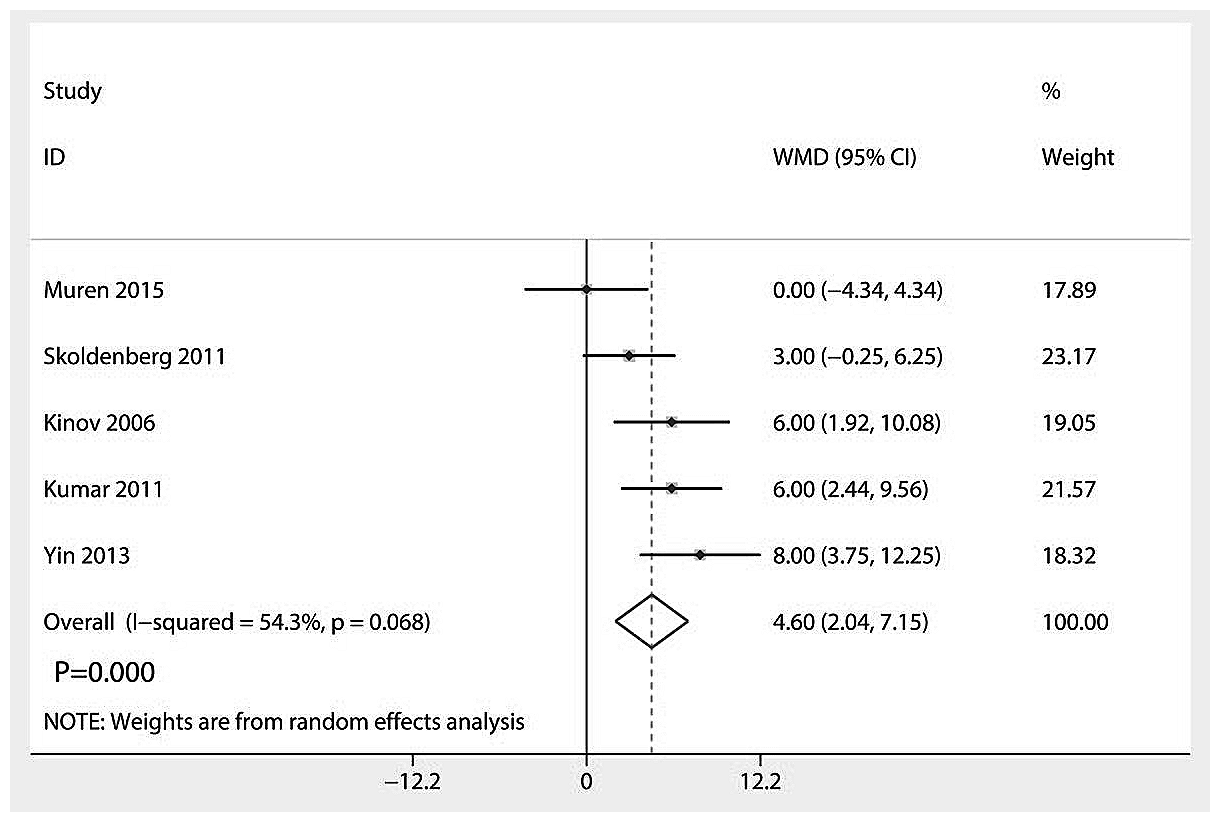 Study %
ID WMD (95% CI) Weight
Muren 2015 0.00 (−4.34, 4.34) 17.89
Skoldenberg 2011 3.00 (−0.25, 6.25) 23.17
Kinov 2006 6.00 (1.92, 10.08) 19.05
Kumar 2011 6.00 (2.44, 9.56) 21.57
Yin 2013 8.00 (3.75, 12.25) 18.32
Overall (I−squared = 54.3%, p = 0.068) 4.60 (2.04, 7.15) 100.00
P=0.000
NOTE: Weights are from random effects analysis
−12.2 0 12.2